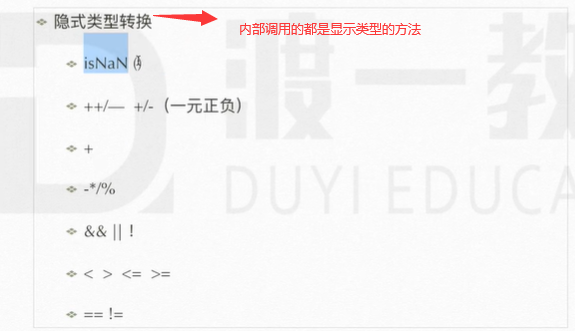 隐式类型转换
内部调用的都是显示类型的方法
isNaN ()
++/— +/-（一元正负）
+
-*/%
&& || !
< > <= >=
== !=
渡一教
DUYI EDUCA